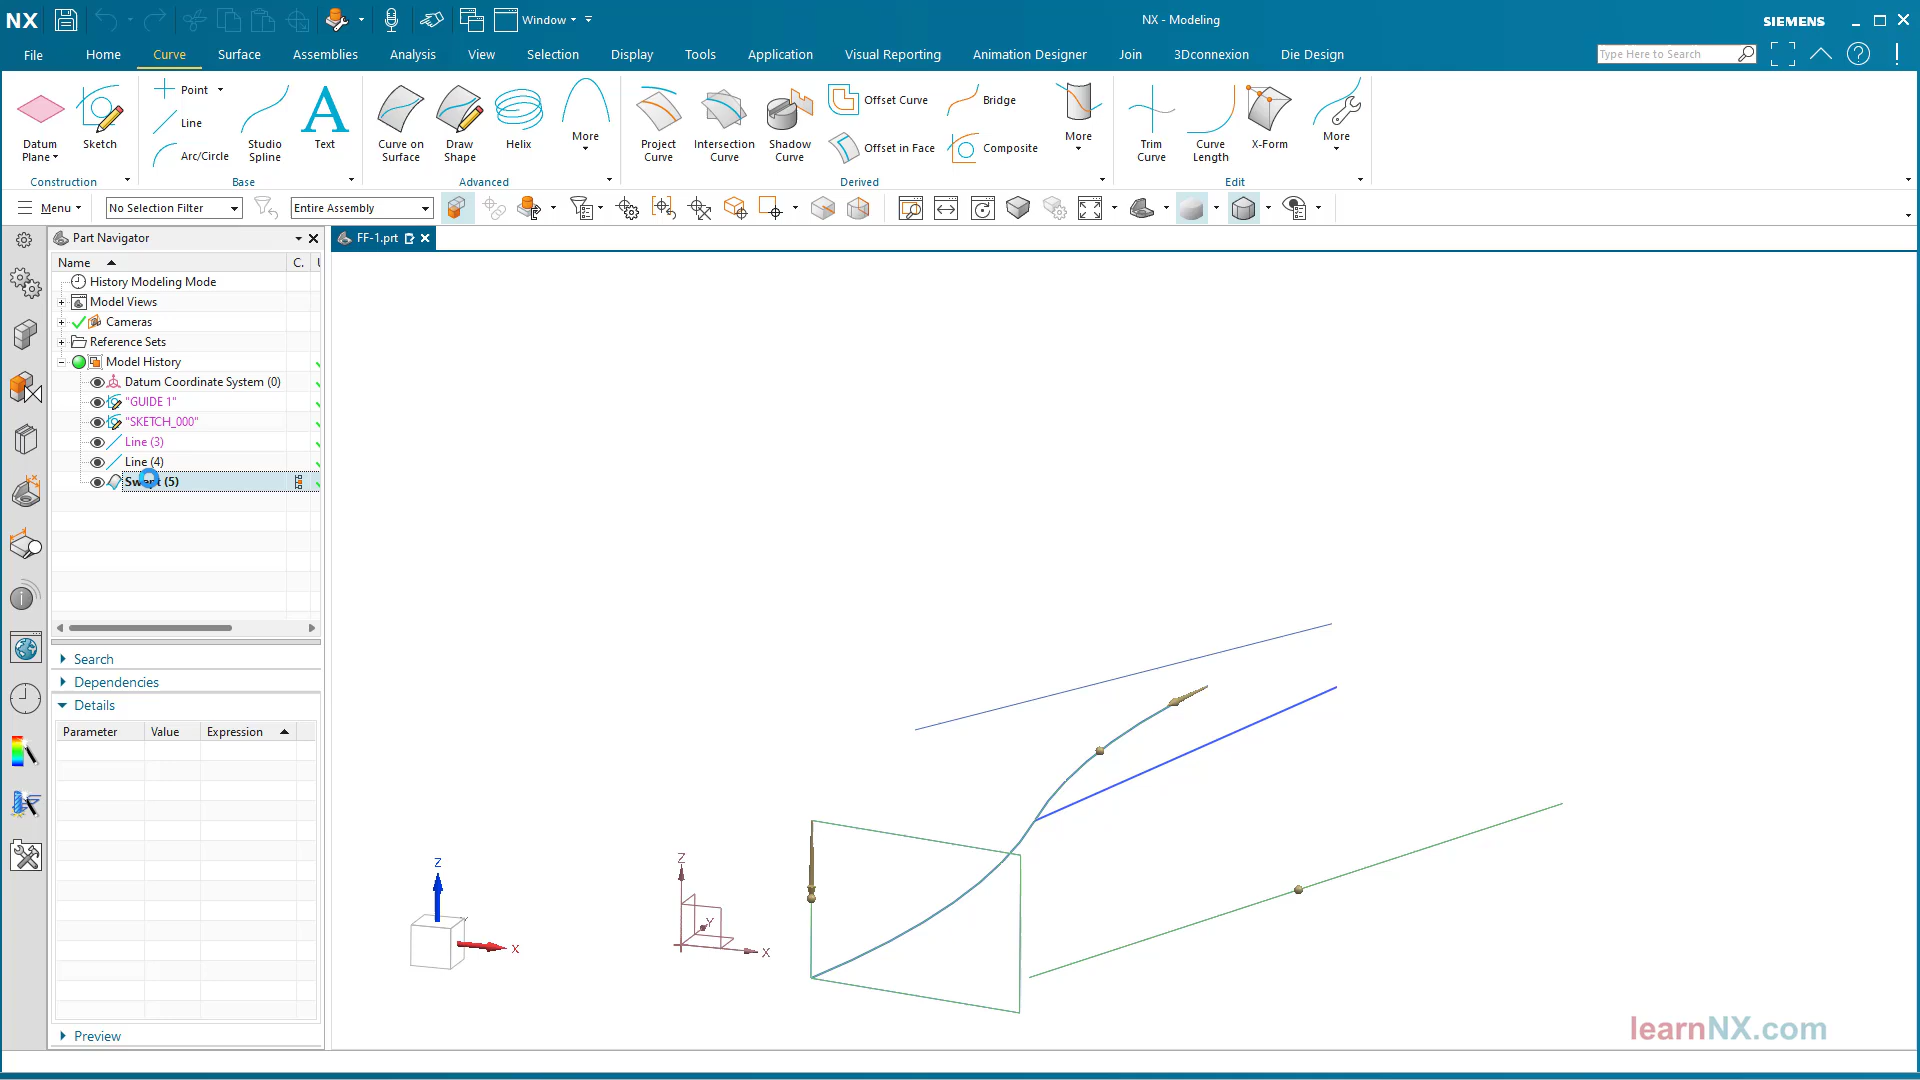 NX
Window
NX - Modeling
SIEMENS
File
Home
Curve
Surface
Assemblies
Analysis
View
Selection
Display
Tools
Application
Visual Reporting
Animation Designer
Join
3Dconnexion
Die Design
Type Here to Search
Datum Plane
Sketch
Point
Line
Arc/Circle
Studio Spline
Text
Curve on Surface
Draw Shape
Helix
More
Project Curve
Intersection Curve
Shadow Curve
Offset Curve
Offset in Face
Bridge
Composite
More
Trim Curve
Curve Length
X-Form
More
Construction
Base
Advanced
Derived
Edit
Menu
No Selection Filter
Entire Assembly
Part Navigator
FF-1.prt
Name
C.
History Modeling Mode
Model Views
Cameras
Reference Sets
Model History
Datum Coordinate System (0)
"GUIDE 1"
"SKETCH_000"
Line (3)
Line (4)
Swept (5)
Search
Dependencies
Details
Parameter Value Expression
Preview
Z
X
Z
Y
X
learnNX.com